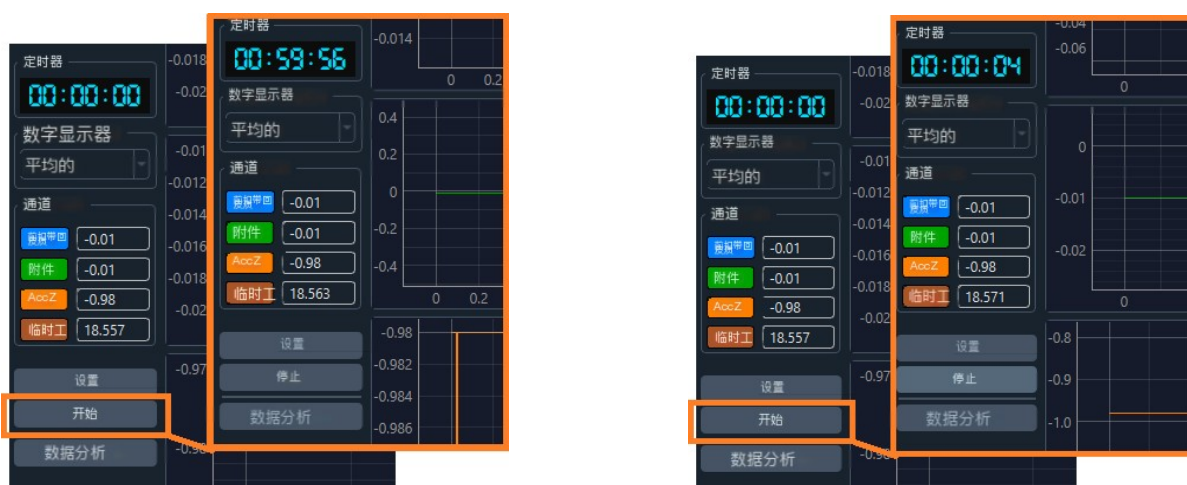 定时器
00:00:00
数字显示器
平均的
通道
-0.01
附件
-0.01
AccZ
-0.98
临时工
18.557
设置
开始
数据分析
-0.018
-0.02
-0.01
-0.012
-0.014
-0.016
-0.018
-0.02
-0.97
-0.98
定时器
00:59:56
数字显示器
平均的
通道
-0.01
附件
-0.01
AccZ
-0.98
临时工
18.563
设置
停止
数据分析
-0.014
0 0.2
0.4
0.2
0
-0.2
-0.4
0 0.2
-0.98
-0.982
-0.984
-0.986
定时器
00:00:00
数字显示器
平均的
通道
-0.01
附件
-0.01
AccZ
-0.98
临时工
18.557
设置
开始
数据分析
-0.018
-0.02
-0.01
-0.012
-0.014
-0.016
-0.018
-0.02
-0.97
-0.98
定时器
00:00:04
数字显示器
平均的
通道
-0.01
附件
-0.01
AccZ
-0.98
临时工
18.571
设置
停止
数据分析
-0.04
-0.06
0
0
-0.01
-0.02
0
-0.8
-0.9
-1.0